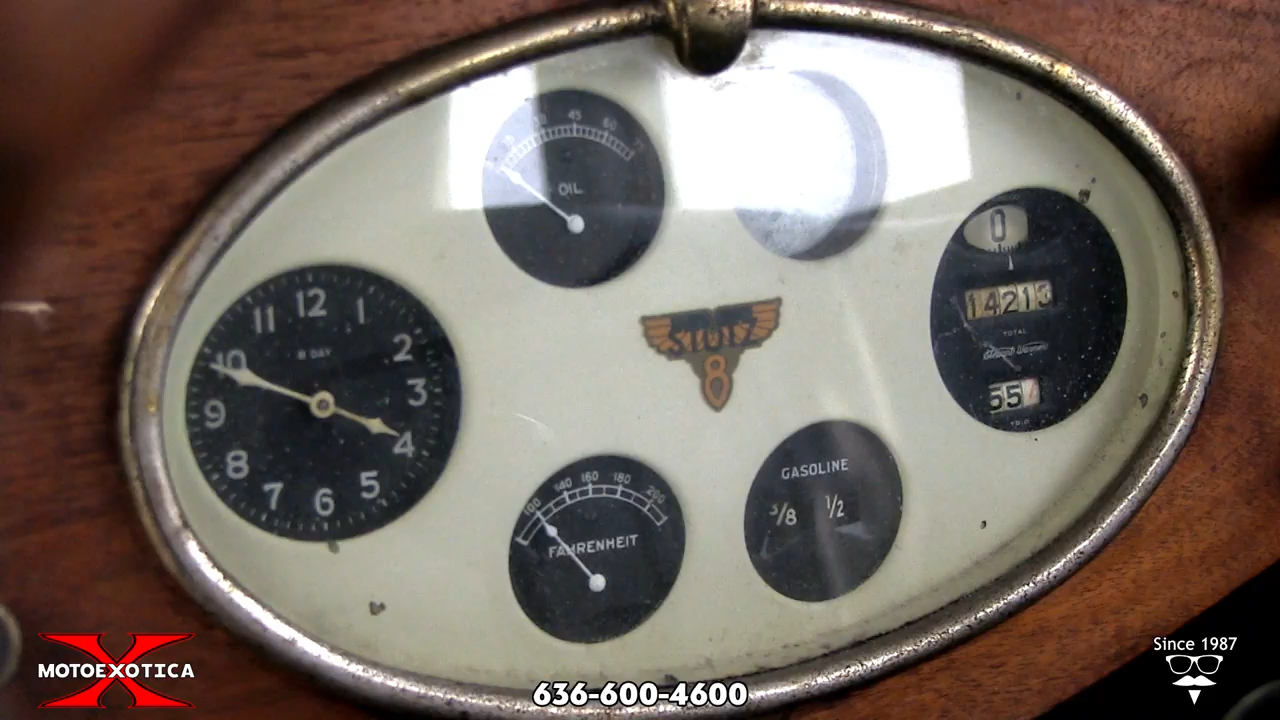 45
60
OIL
12
1
2
3
4
5
6
7
8
9
10
11
8 DAY
STUTZ
8
0
14213
TOTAL
Stewart Warner
55
TRIP
100 140 160 180 200
FAHRENHEIT
GASOLINE
3/8 1/2
MOTOEXOTICA
636-600-4600
Since 1987